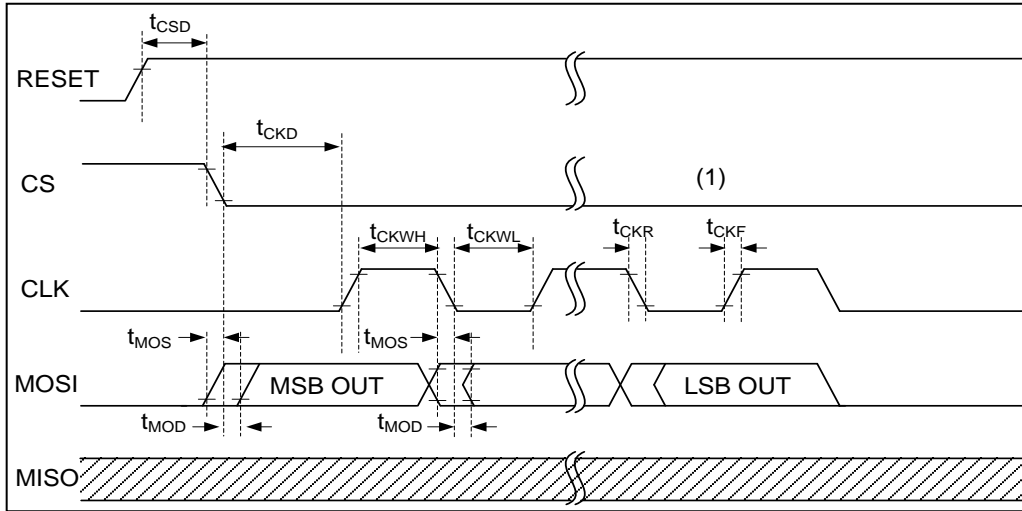 tCSD
RESET
tCKD
CS
(1)
tCKWH
tCKWL
tCKR
tCKF
CLK
tMOS
tMOS
MOSI
MSB OUT
LSB OUT
tMOD
tMOD
MISO